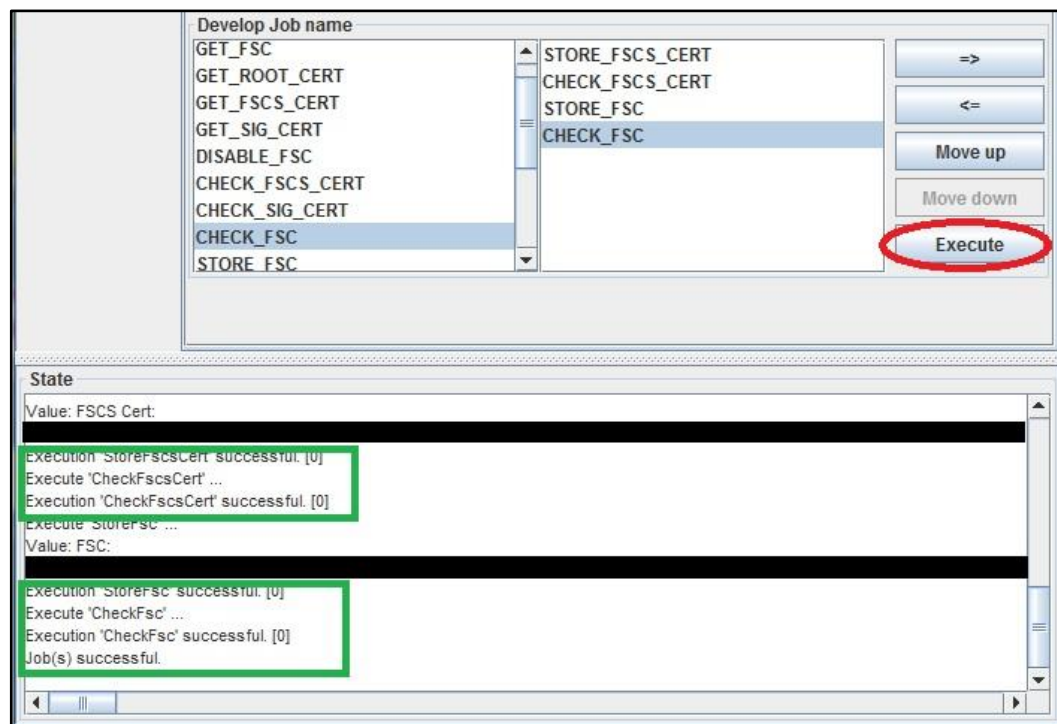 Develop Job name
GET_FSC
GET_ROOT_CERT
GET_FSCS_CERT
GET_SIG_CERT
DISABLE_FSC
CHECK_FSCS_CERT
CHECK_SIG_CERT
CHECK_FSC
STORE_FSC
STORE_FSCS_CERT
CHECK_FSCS_CERT
STORE_FSC
CHECK_FSC
=>
<=
Move up
Move down
Execute
State
Value: FSCS Cert:
Execution 'StoreFscsCert' successful. [0]
Execute 'CheckFscsCert' ...
Execution 'CheckFscsCert' successful. [0]
Execute 'StoreFsc' ...
Value: FSC:
Execution 'StoreFsc' successful. [0]
Execute 'CheckFsc' ...
Execution 'CheckFsc' successful. [0]
Job(s) successful.